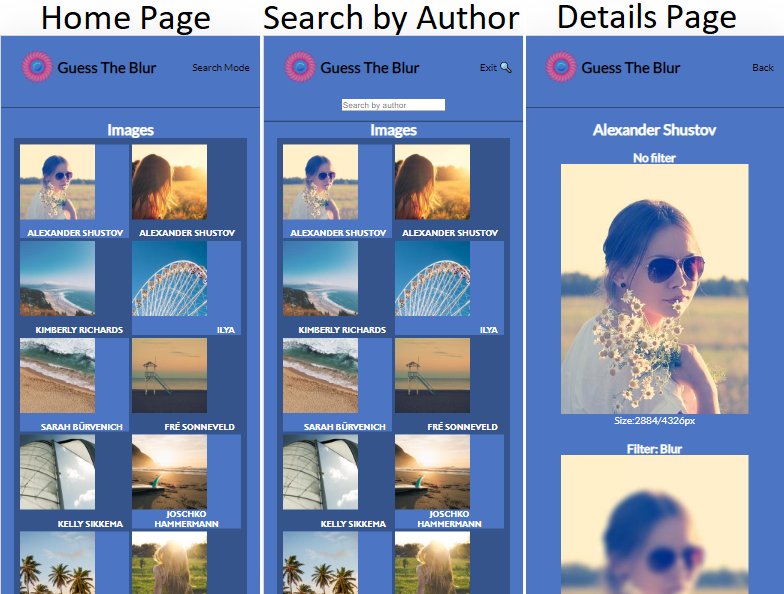 Home Page
Guess The Blur
Search Mode
Images
ALEXANDER SHUSTOV
ALEXANDER SHUSTOV
KIMBERLY RICHARDS
ILYA
SARAH BÜRVENICH
FRÉ SONNEVELD
KELLY SIKKEMA
JOSCHKO
HAMMERMANN
Search by Author
Guess The Blur
Exit
Search by author
Images
ALEXANDER SHUSTOV
ALEXANDER SHUSTOV
KIMBERLY RICHARDS
ILYA
SARAH BÜRVENICH
FRÉ SONNEVELD
KELLY SIKKEMA
JOSCHKO
HAMMERMANN
Details Page
Guess The Blur
Back
Alexander Shustov
No filter
Size:2884/4326px
Filter: Blur